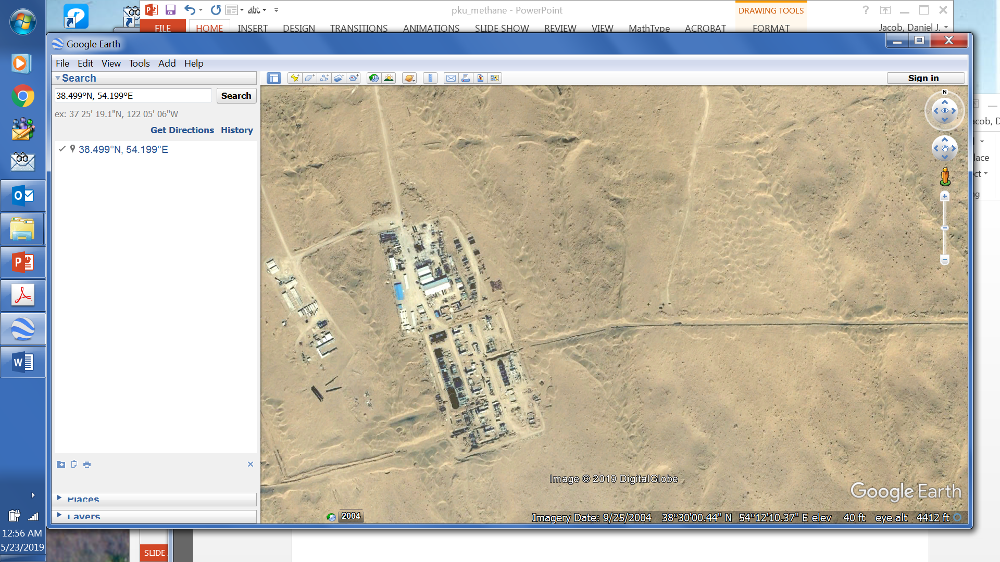 pku_methane - PowerPoint
DRAWING TOOLS
FILE HOME INSERT DESIGN TRANSITIONS ANIMATIONS SLIDE SHOW REVIEW VIEW MathType ACROBAT FORMAT Jacob, Daniel J.
Google Earth
File Edit View Tools Add Help
Search
Sign in
38.499°N, 54.199°E
Search
ex: 37 25' 19.1"N, 122 05' 06"W
Get Directions History
38.499°N, 54.199°E
N
Places
Layers
Image © 2019 DigitalGlobe
Google Earth
2004
Imagery Date: 9/25/2004 38°30'00.44" N 54°12'10.37" E elev 40 ft eye alt 4412 ft
12:56 AM
5/23/2019
SLIDE